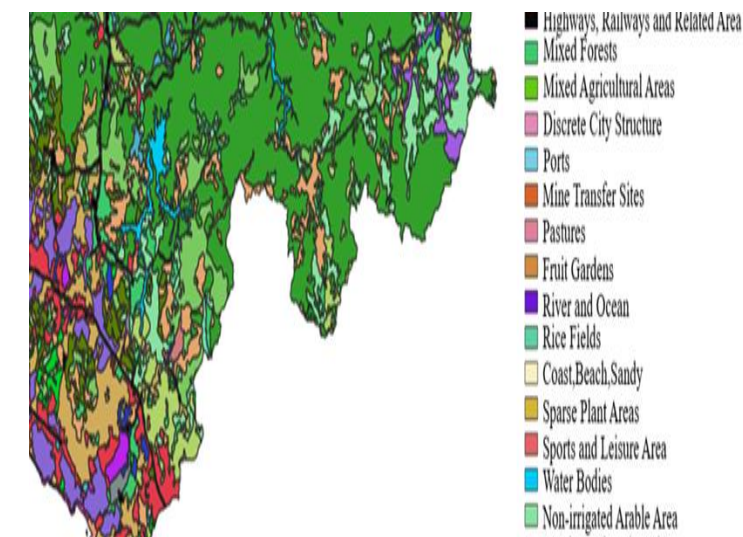 Highways, Railways and Related Area
Mixed Forests
Mixed Agricultural Areas
Discrete City Structure
Ports
Mine Transfer Sites
Pastures
Fruit Gardens
River and Ocean
Rice Fields
Coast,Beach,Sandy
Sparse Plant Areas
Sports and Leisure Area
Water Bodies
Non-irrigated Arable Area